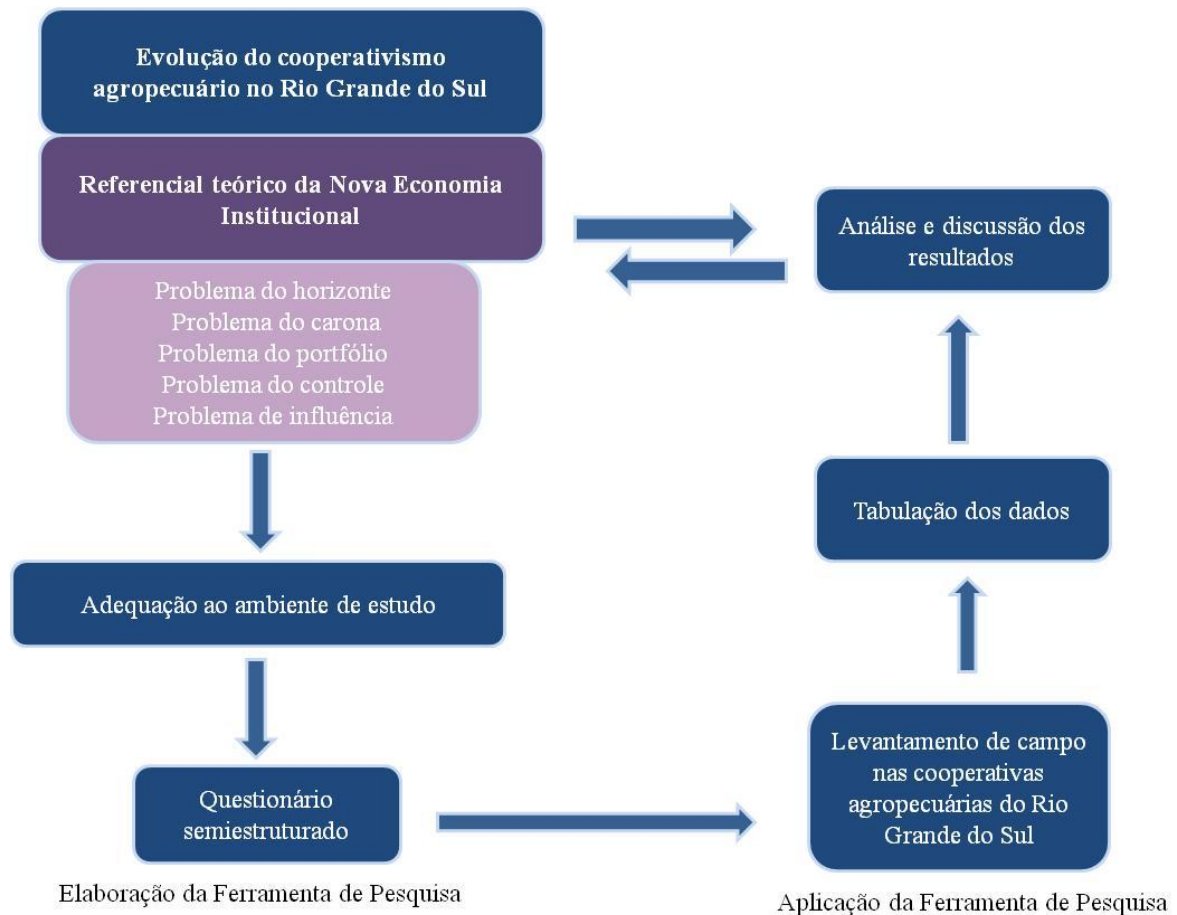 Evolução do cooperativismo
agropecuário no Rio Grande do Sul
Referencial teórico da Nova Economia
Institucional
Problema do horizonte
Problema do carona
Problema do portfólio
Problema do controle
Problema de influência
Adequação ao ambiente de estudo
Questionário
semiestruturado
Elaboração da Ferramenta de Pesquisa
Análise e discussão dos
resultados
Tabulação dos dados
Levantamento de campo
nas cooperativas
agropecuárias do Rio
Grande do Sul
Aplicação da Ferramenta de Pesquisa